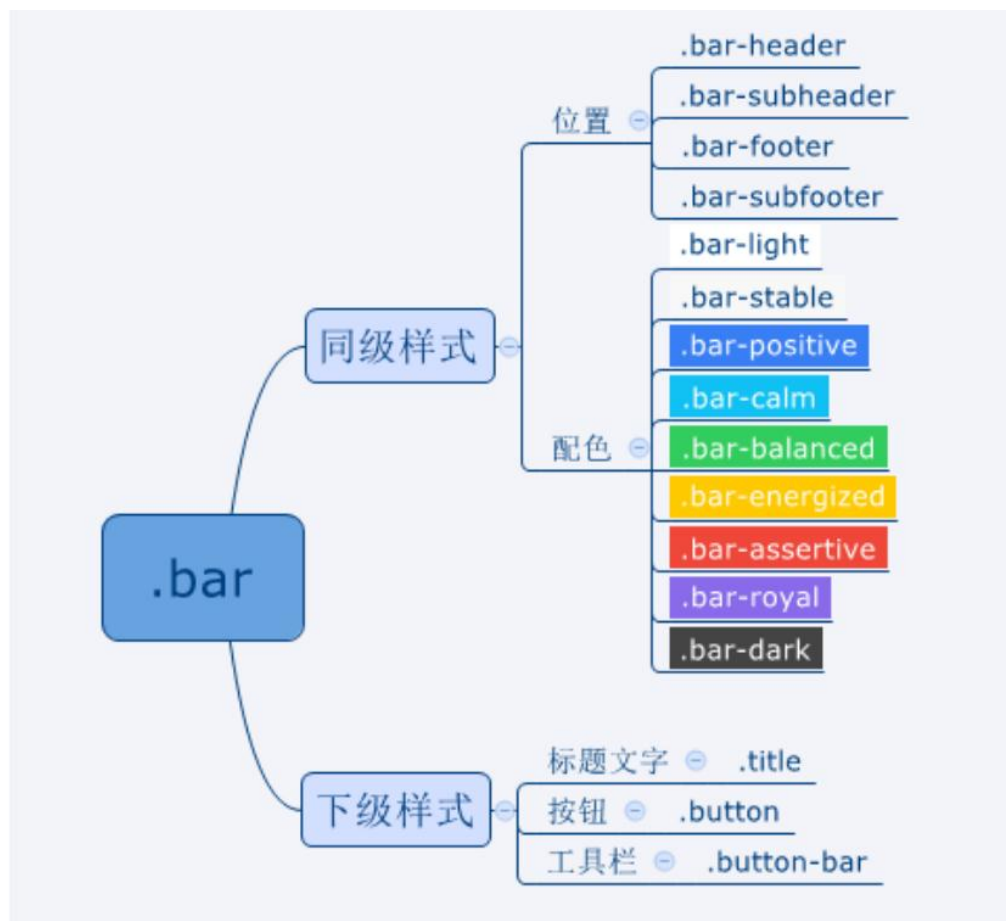 .bar
同级样式
位置
.bar-header
.bar-subheader
.bar-footer
.bar-subfooter
配色
.bar-light
.bar-stable
.bar-positive
.bar-calm
.bar-balanced
.bar-energized
.bar-assertive
.bar-royal
.bar-dark
下级样式
标题文字 .title
按钮 .button
工具栏 .button-bar